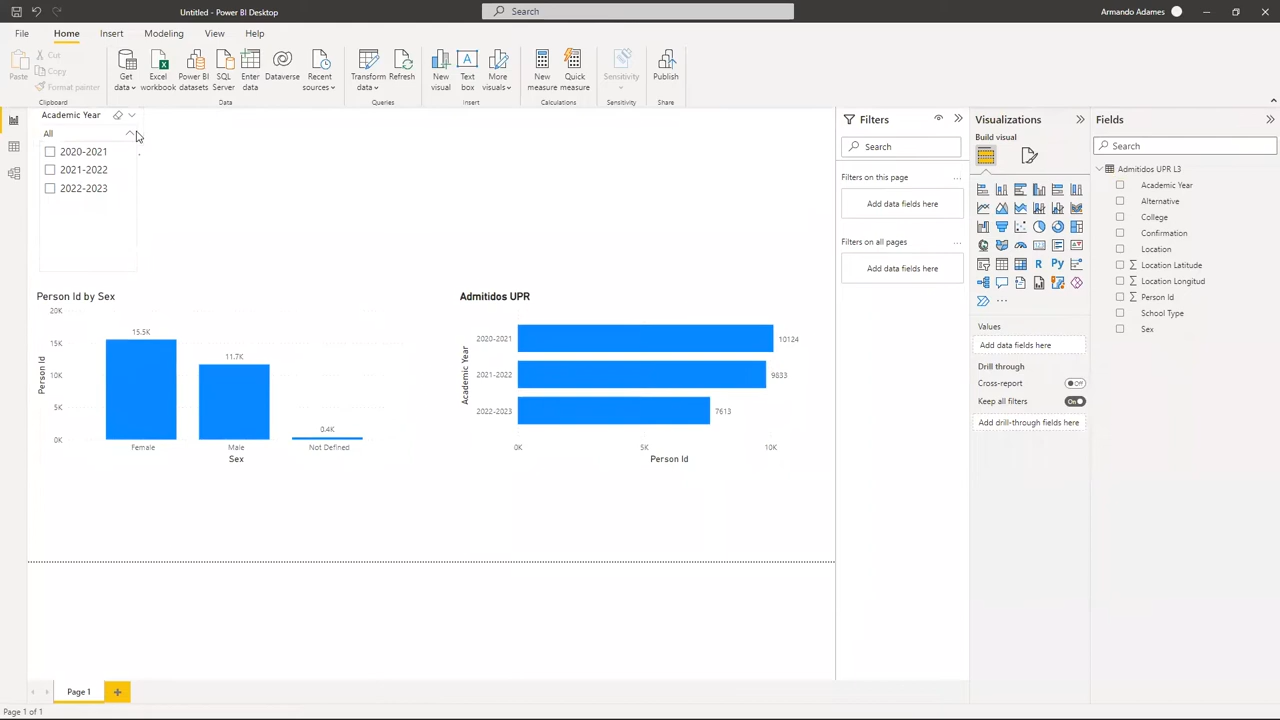 Untitled - Power BI Desktop
Search
Armando Adames
File
Home
Insert
Modeling
View
Help
Paste
Cut
Copy
Format painter
Clipboard
Get data
Excel workbook
Power BI datasets
SQL Server
Enter data
Dataverse
Recent sources
Data
Transform data
Refresh
Queries
New visual
A
Text box
More visuals
Insert
New measure
Quick measure
Calculations
Sensitivity
Sensitivity
Publish
Share
Academic Year
All
2020-2021
2021-2022
2022-2023
Person Id by Sex
20K
15K
10K
5K
0K
Person Id
15.5K
11.7K
0.4K
Female
Male
Not Defined
Sex
Admitidos UPR
Academic Year
2020-2021
10124
2021-2022
9833
2022-2023
7613
0K
5K
10K
Person Id
Filters
Search
Filters on this page
...
Add data fields here
Filters on all pages
...
Add data fields here
Visualizations
Build visual
R
Py
...
Values
Add data fields here
Drill through
Cross-report
Off
Keep all filters
On
Add drill-through fields here
Fields
Search
Admitidos UPR L3
Academic Year
Alternative
College
Confirmation
Location
Σ Location Latitude
Σ Location Longitud
Σ Person Id
School Type
Sex
Page 1
+
Page 1 of 1